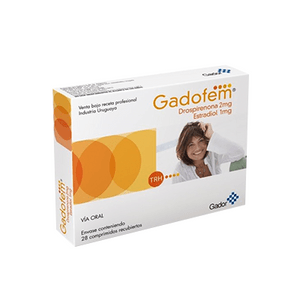 Venta bajo receta profesional
Industria Uruguaya
Gadofem
Drospirenona 2mg
Estradiol 1mg
TRH
VÍA ORAL
Envase conteniendo
28 comprimidos recubiertos
Gador